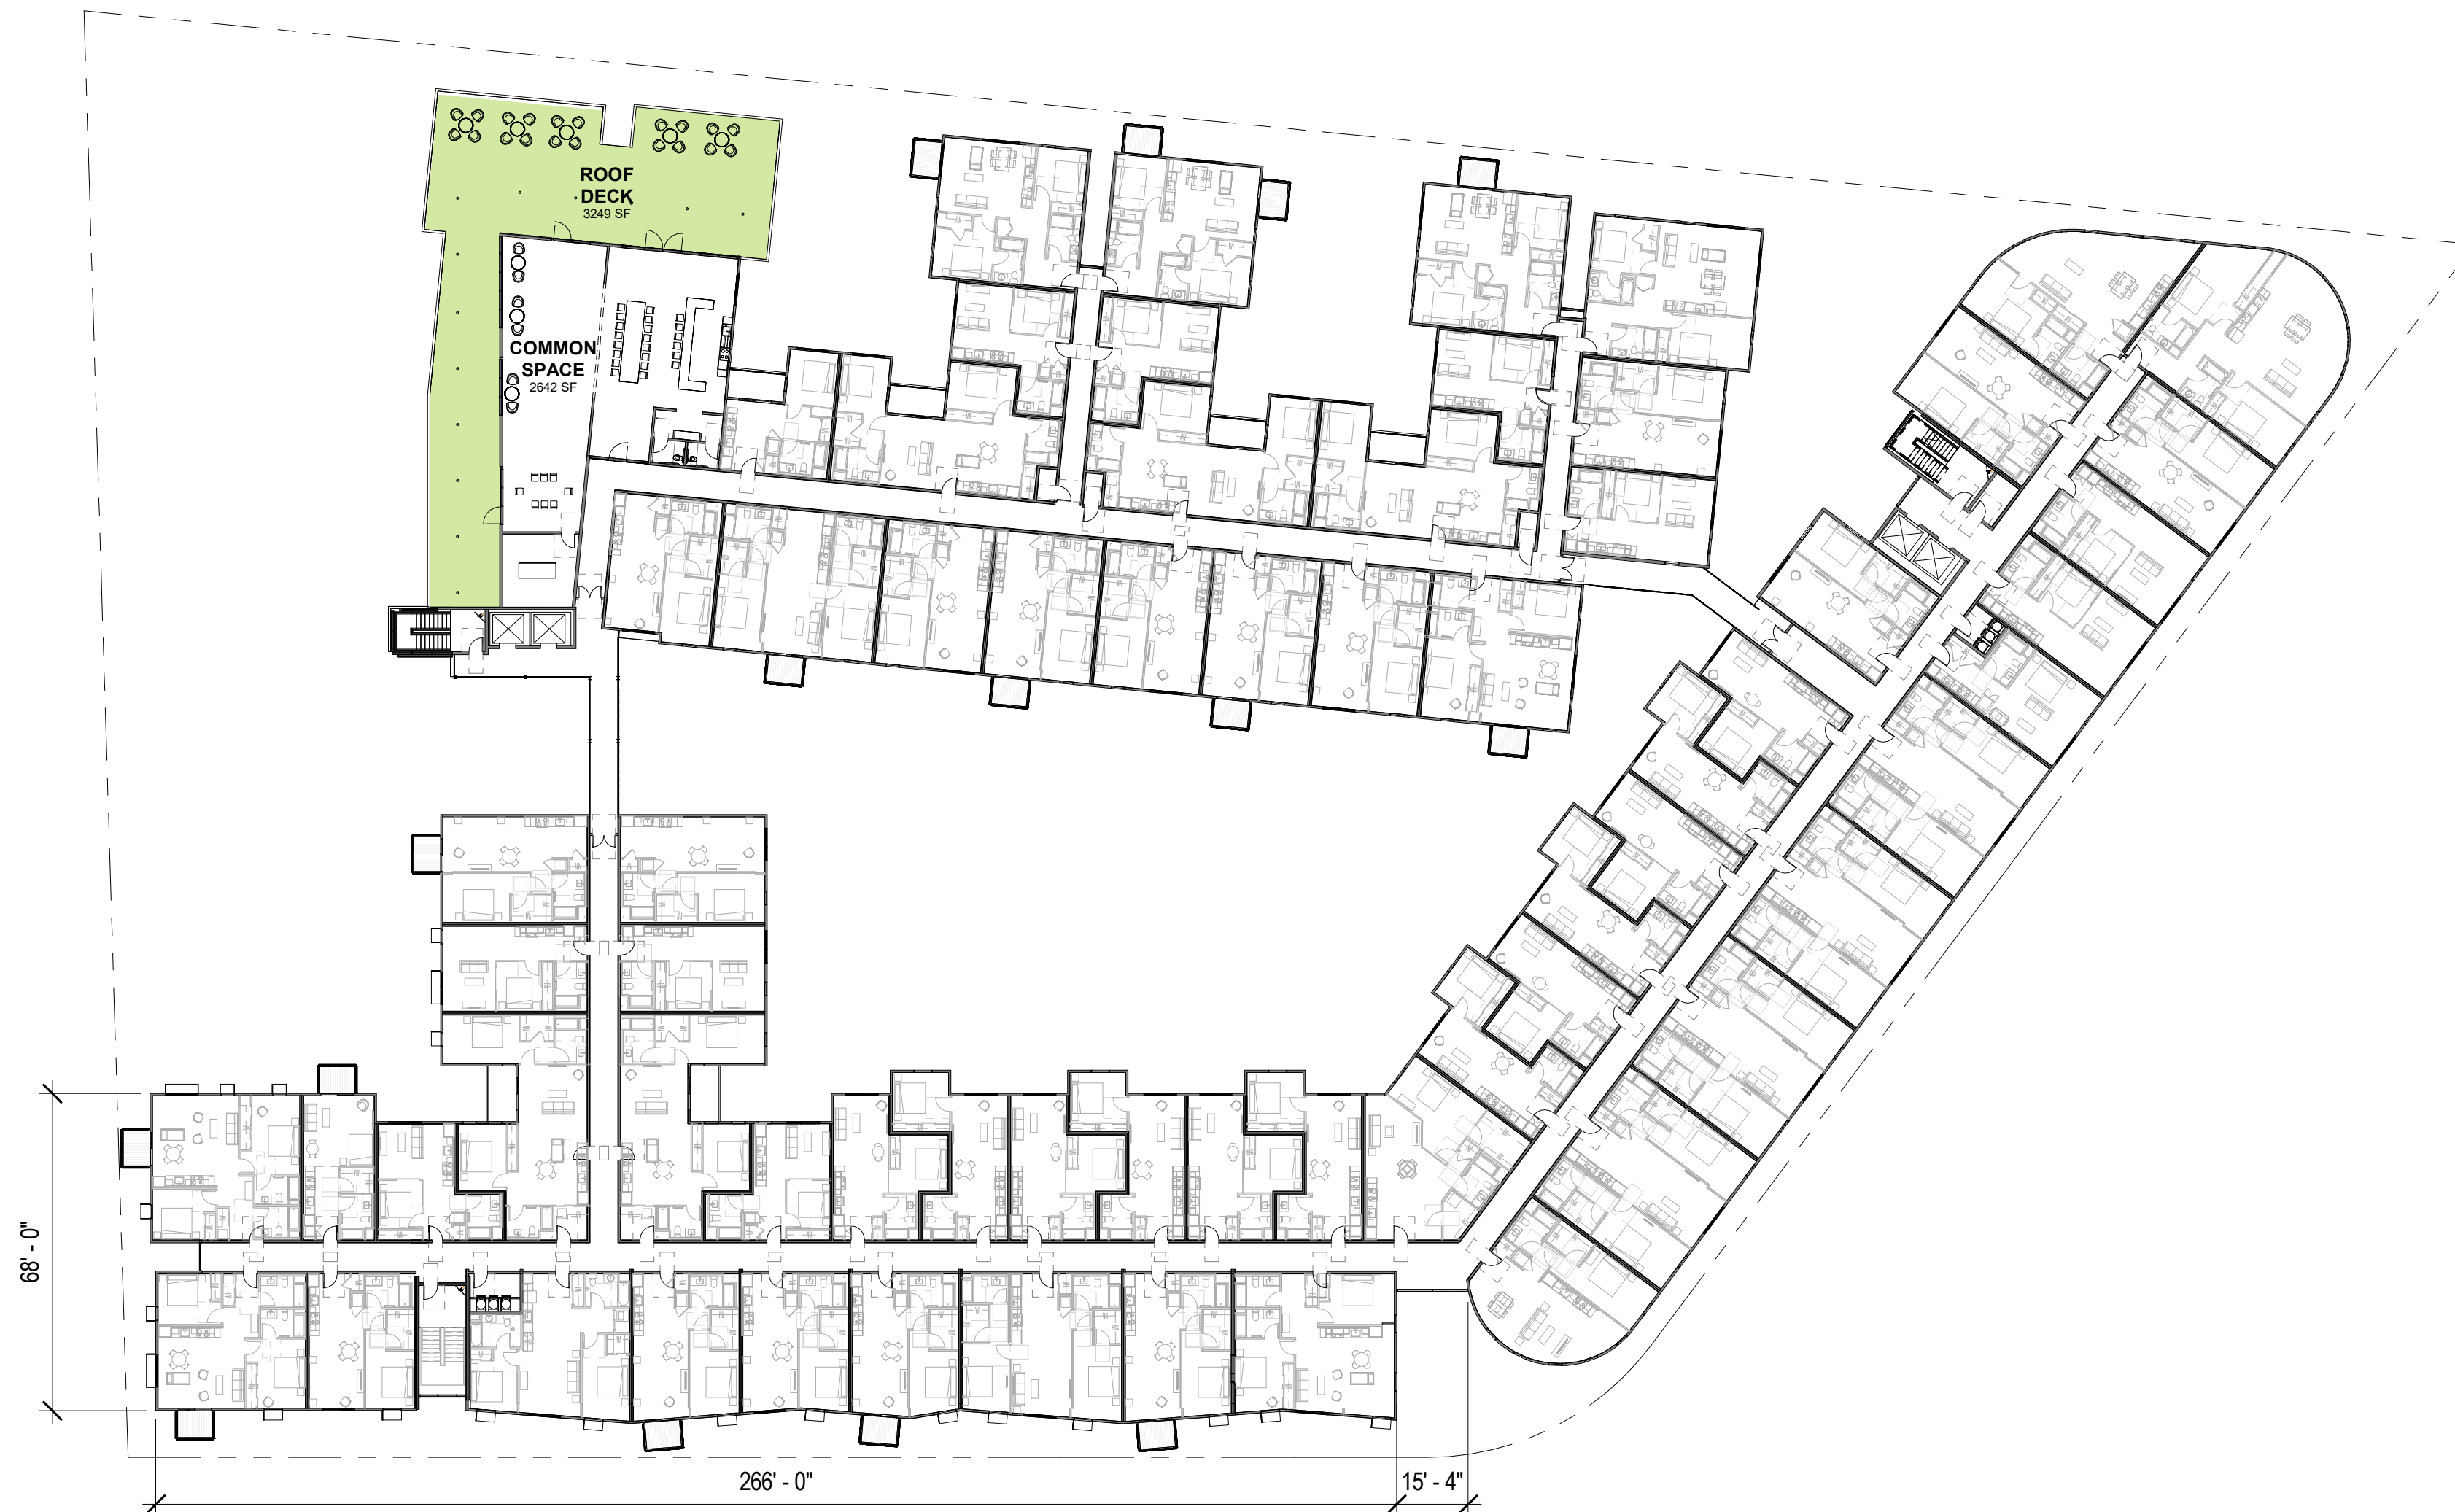 ROOF
DECK
3249 SF
COMMON
SPACE
2642 SF
68' - 0"
266' - 0"
15' - 4"